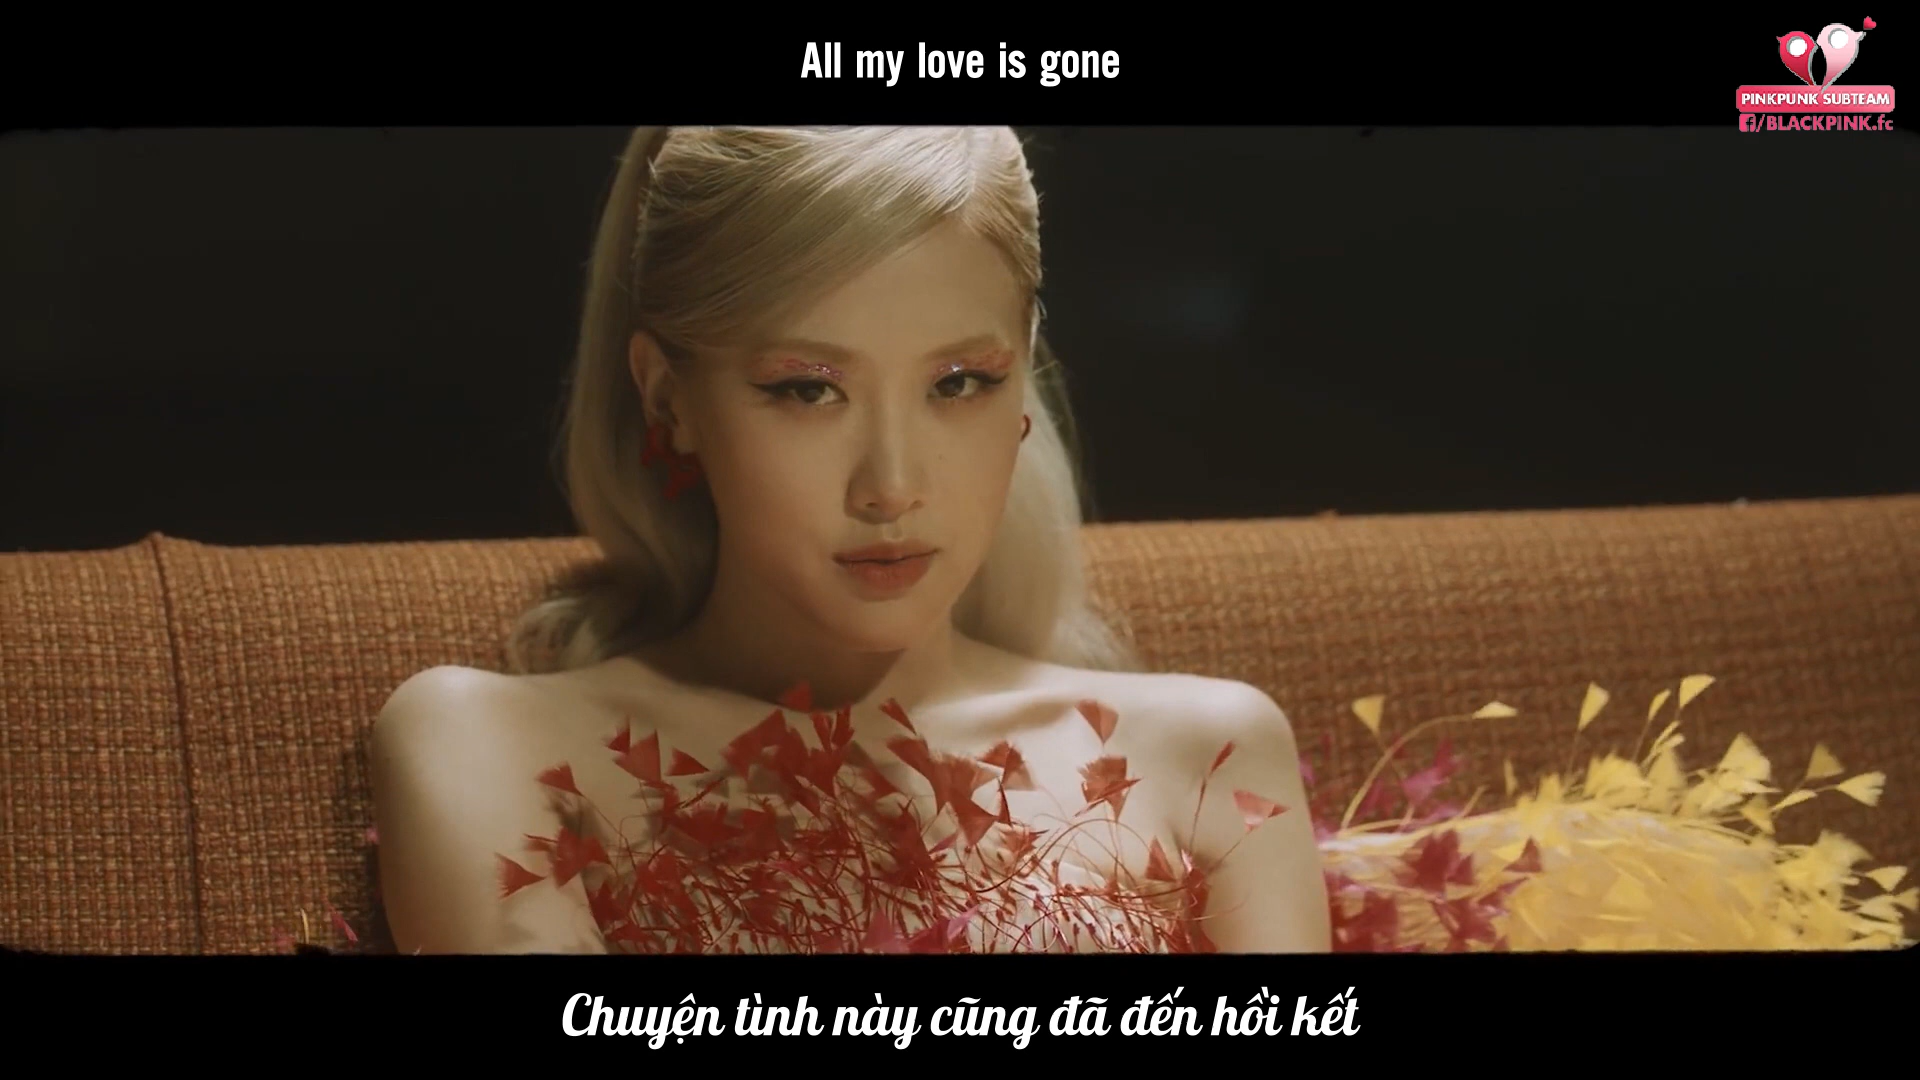 All my love is gone
PINKPUNK SUBTEAM
f/BLACKPINK.fc
Chuyện tình này cũng đã đến hồi kết